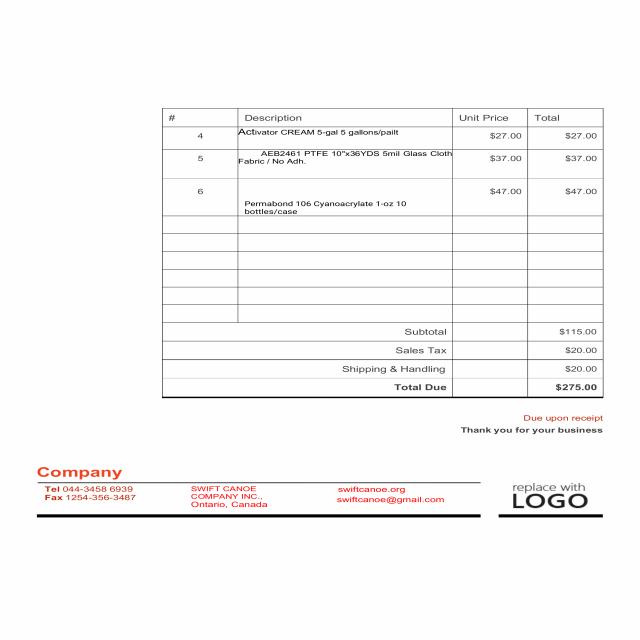 # Description Unit Price Total
4 Activator CREAM 5-gal 5 gallons/pailt $27.00 $27.00
5 AEB2461 PTFE 10"x36YDS 5mil Glass Cloth $37.00 $37.00
Fabric / No Adh.
6 $47.00 $47.00
Permabond 106 Cyanoacrylate 1-oz 10
bottles/case
Subtotal $115.00
Sales Tax $20.00
Shipping & Handling $20.00
Total Due $275.00
Due upon receipt
Thank you for your business
Company
Tel 044-3458 6939 SWIFT CANOE swiftcanoe.org replace with
Fax 1254-356-3487 COMPANY INC., swiftcanoe@gmail.com LOGO
Ontario, Canada